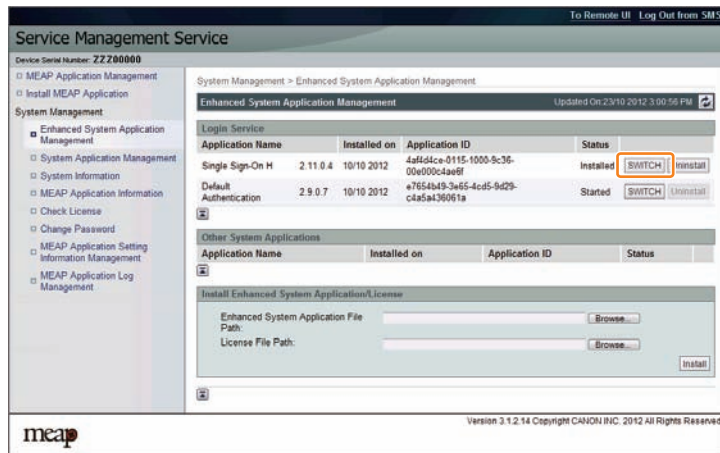 To Remote UI Log Out from SMS
Service Management Service
Device Serial Number: ZZZ00000
MEAP Application Management
Install MEAP Application
System Management
Enhanced System Application
Management
System Application Management
System Information
MEAP Application Information
Check License
Change Password
MEAP Application Setting
Information Management
MEAP Application Log
Management
System Management > Enhanced System Application Management
Enhanced System Application Management Updated On:23/10 2012 3:00:56 PM
Login Service
Application Name Installed on Application ID Status
Single Sign-On H 2.11.0.4 10/10 2012 4af4d4ce-0115-1000-9c36-00e000c4ae6f Installed SWITCH Uninstall
Default Authentication 2.9.0.7 10/10 2012 e7654b49-3e65-4cd5-9d29-c4a5a436061a Started SWITCH Uninstall
Other System Applications
Application Name Installed on Application ID Status
Install Enhanced System Application/License
Enhanced System Application File
Path: Browse...
License File Path: Browse...
Install
Version 3.1.2.14 Copyright CANON INC. 2012 All Rights Reserved
meap